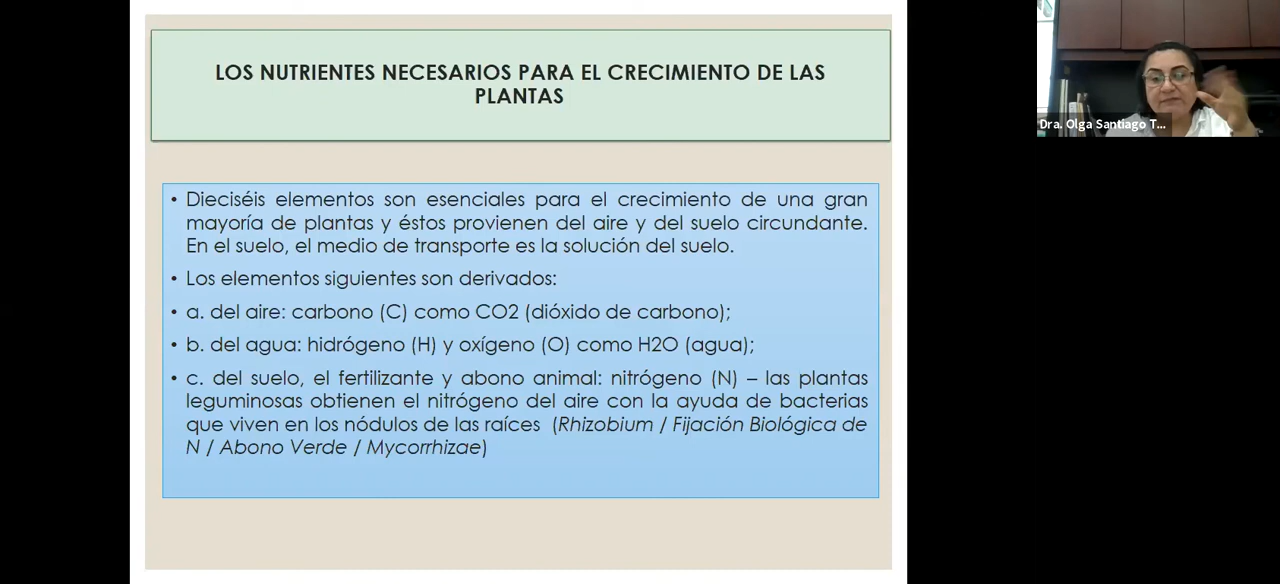 LOS NUTRIENTES NECESARIOS PARA EL CRECIMIENTO DE LAS
PLANTAS
• Dieciséis elementos son esenciales para el crecimiento de una gran
mayoría de plantas y éstos provienen del aire y del suelo circundante.
En el suelo, el medio de transporte es la solución del suelo.
• Los elementos siguientes son derivados:
• a. del aire: carbono (C) como CO2 (dióxido de carbono);
• b. del agua: hidrógeno (H) y oxígeno (O) como H2O (agua);
• c. del suelo, el fertilizante y abono animal: nitrógeno (N) – las plantas
leguminosas obtienen el nitrógeno del aire con la ayuda de bacterias
que viven en los nódulos de las raíces (Rhizobium / Fijación Biológica de
N / Abono Verde / Mycorrhizae)
Dra. Olga Santiago T...